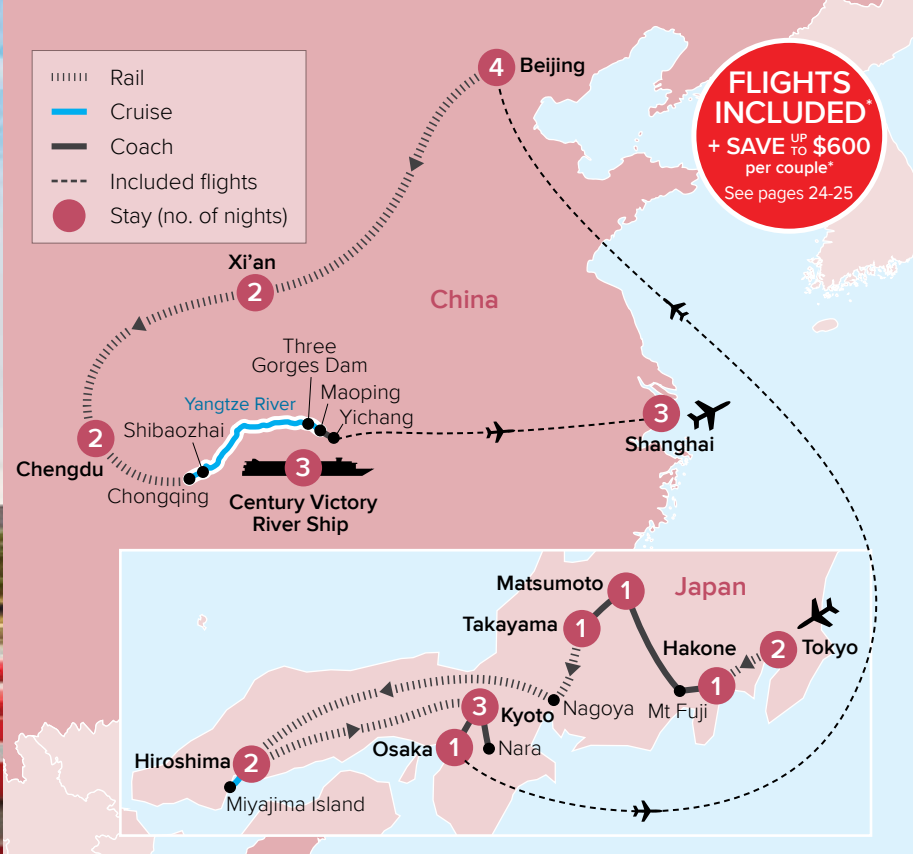 Rail
Cruise
Coach
Included flights
Stay (no. of nights)
4 Beijing
FLIGHTS
INCLUDED*
+ SAVE UP TO $600
per couple*
See pages 24-25
Xi'an
2
China
Three
Gorges Dam
Maoping
Yichang
Yangtze River
Shibaozhai
2
Chengdu
Chongqing
3
Century Victory
River Ship
3
Shanghai
Japan
Matsumoto 1
Takayama 1
Hakone
1
2 Tokyo
Mt Fuji
Nagoya
3
Kyoto
Osaka 1
Nara
Hiroshima 2
Miyajima Island